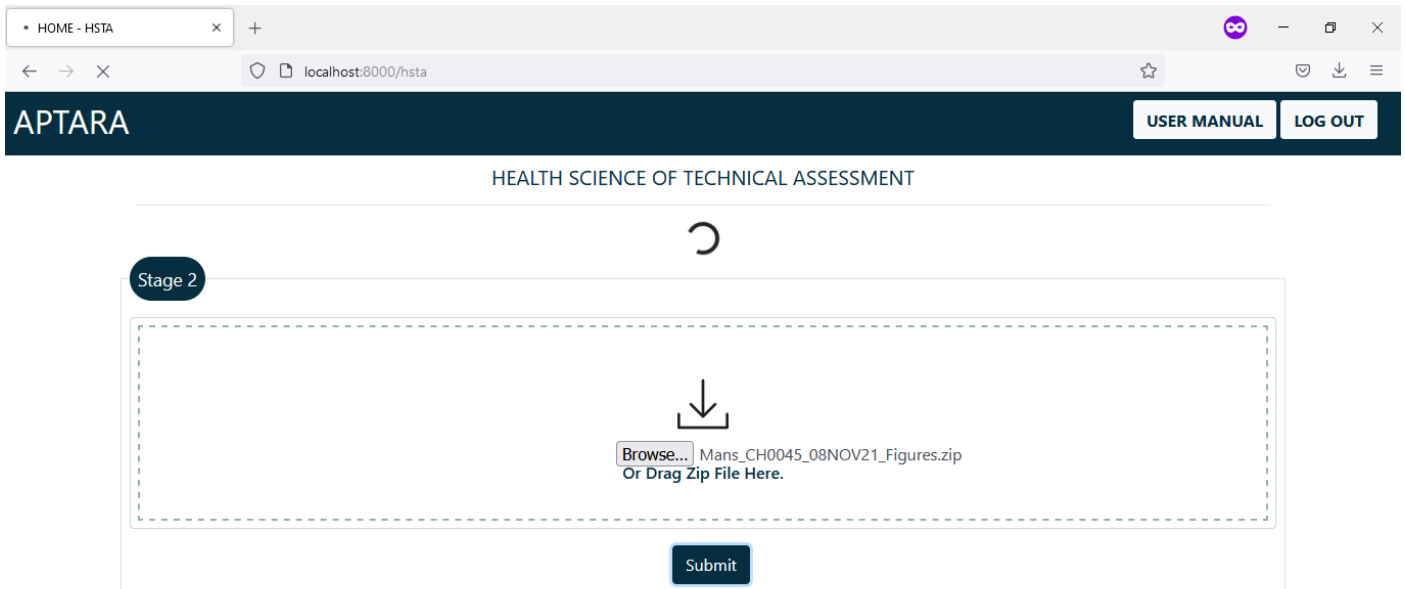 HOME - HSTA
localhost:8000/hsta
APTARA
USER MANUAL LOG OUT
HEALTH SCIENCE OF TECHNICAL ASSESSMENT
Stage 2
Browse... Mans_CH0045_08NOV21_Figures.zip
Or Drag Zip File Here.
Submit